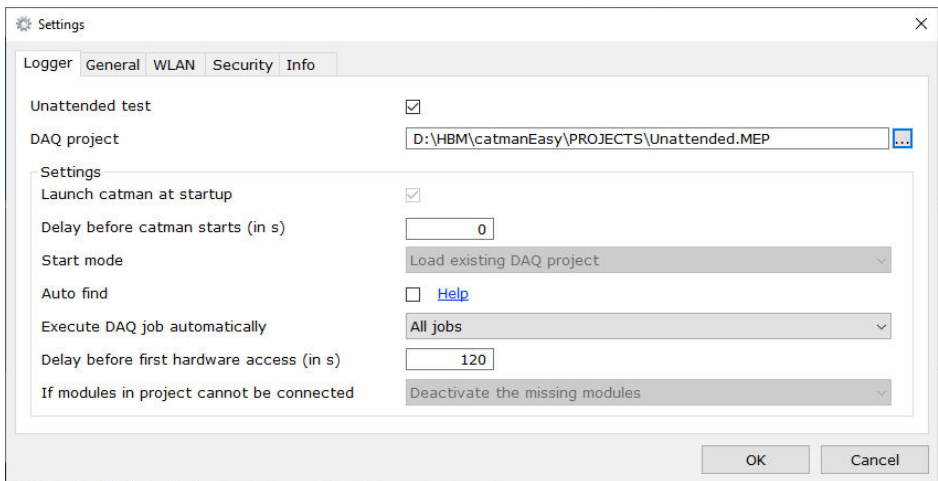 Settings
Logger General WLAN Security Info
Unattended test
DAQ project D:\HBM\catmanEasy\PROJECTS\Unattended.MEP ...
Settings
Launch catman at startup
Delay before catman starts (in s) 0
Start mode Load existing DAQ project
Auto find Help
Execute DAQ job automatically All jobs
Delay before first hardware access (in s) 120
If modules in project cannot be connected Deactivate the missing modules
OK Cancel